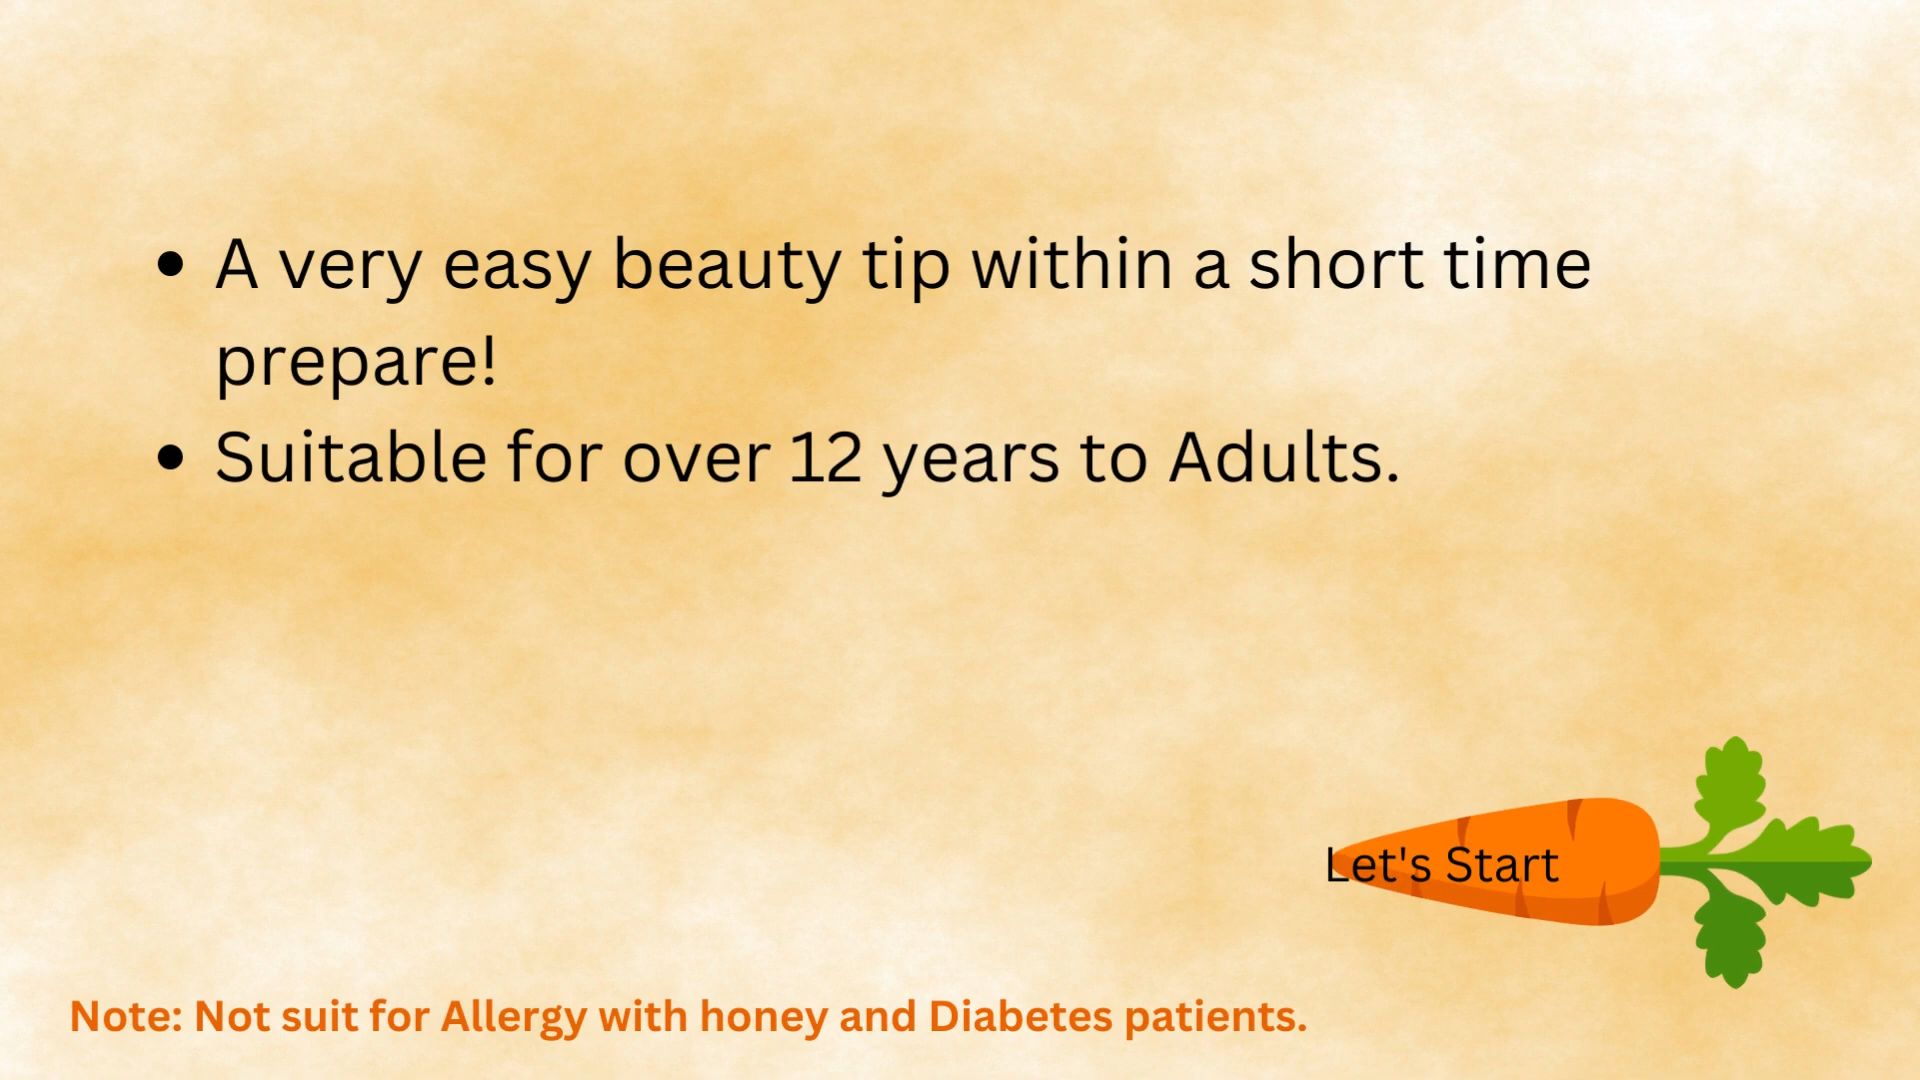 • A very easy beauty tip within a short time
prepare!
• Suitable for over 12 years to Adults.
Let's Start
Note: Not suit for Allergy with honey and Diabetes patients.